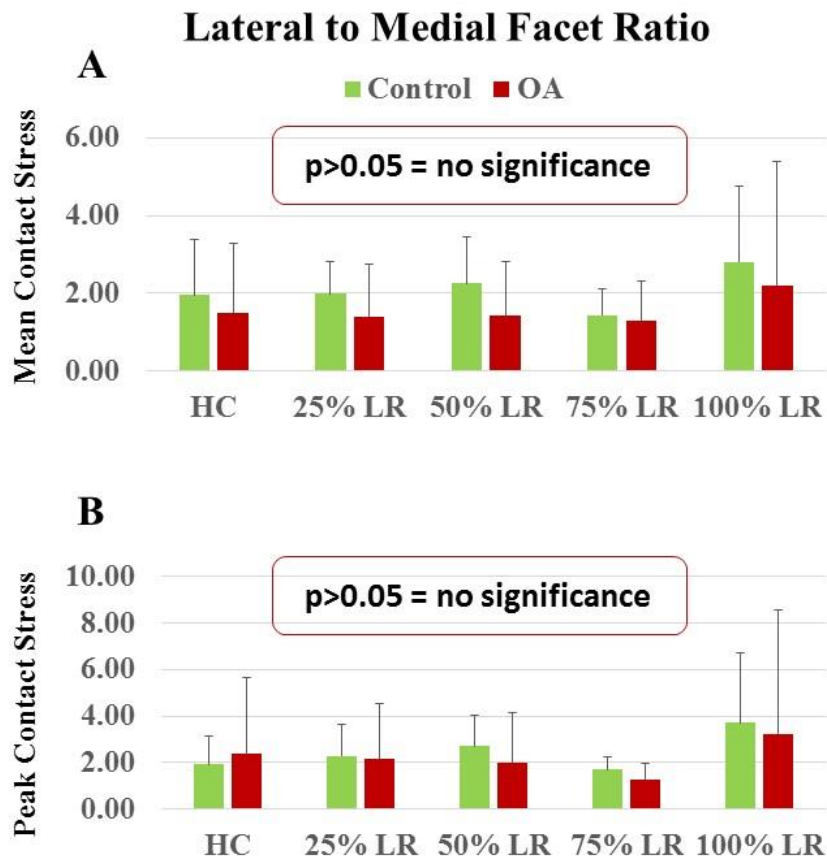 Lateral to Medial Facet Ratio
A
Control OA
Mean Contact Stress
6.00
4.00
2.00
0.00
p>0.05 = no significance
HC 25% LR 50% LR 75% LR 100% LR
B
Peak Contact Stress
10.00
8.00
6.00
4.00
2.00
0.00
p>0.05 = no significance
HC 25% LR 50% LR 75% LR 100% LR